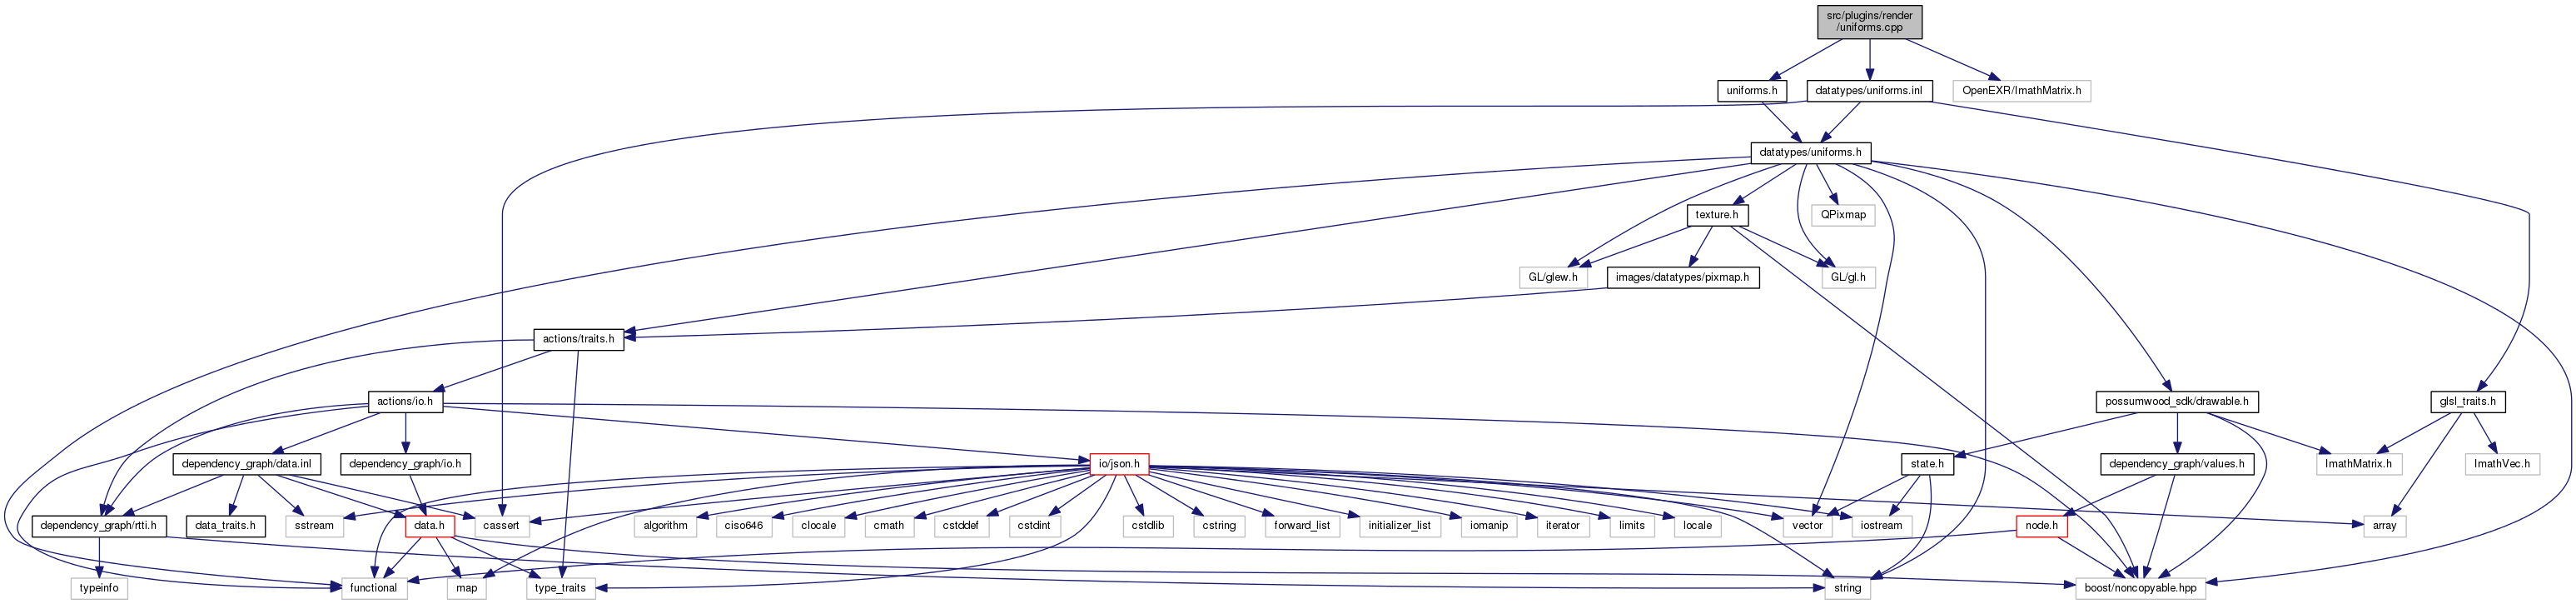 src/plugins/render
/uniforms.cpp
uniforms.h
datatypes/uniforms.inl
OpenEXR/ImathMatrix.h
datatypes/uniforms.h
texture.h
QPixmap
GL/glew.h
images/datatypes/pixmap.h
GL/gl.h
actions/traits.h
actions/io.h
possumwood_sdk/drawable.h
glsl_traits.h
dependency_graph/data.inl
dependency_graph/io.h
io/json.h
state.h
dependency_graph/values.h
ImathMatrix.h
ImathVec.h
dependency_graph/rtti.h
data_traits.h
sstream
data.h
cassert
algorithm
ciso646
clocale
cmath
cstddef
cstdint
cstdlib
cstring
forward_list
initializer_list
iomanip
iterator
limits
locale
vector
iostream
node.h
array
typeinfo
functional
map
type_traits
string
boost/noncopyable.hpp